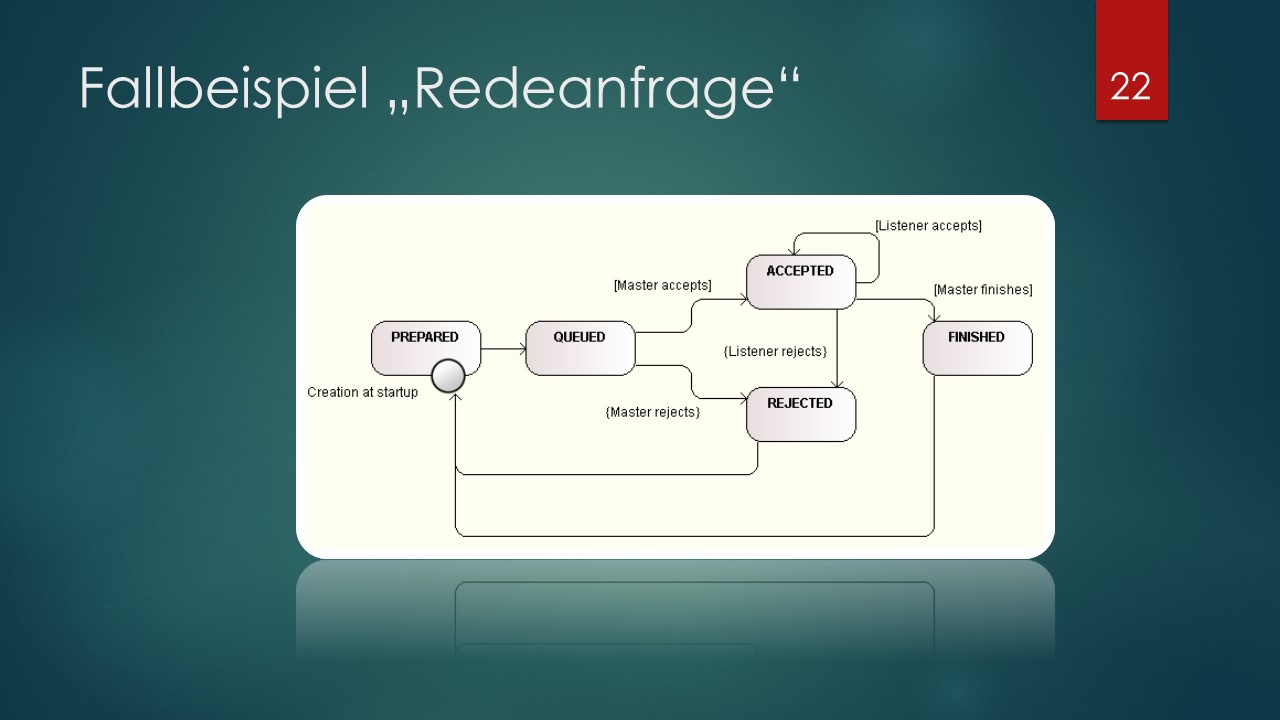 Fallbeispiel „Redeanfrage“
22
[Listener accepts]
ACCEPTED
[Master accepts]
[Master finishes]
PREPARED
QUEUED
{Listener rejects}
FINISHED
Creation at startup
REJECTED
{Master rejects}